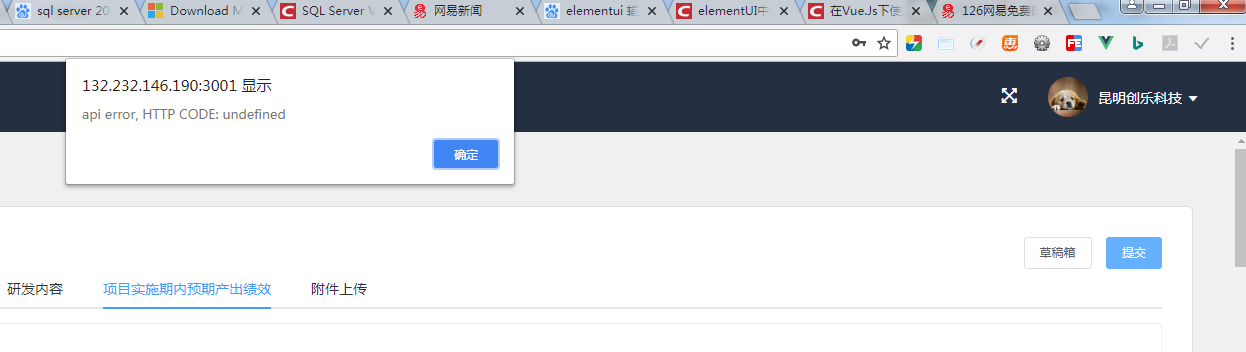 sql server 20
Download M
SQL Server V
网易新闻
elementui 输
elementUI中
在Vue.Js下使
126网易免费
132.232.146.190:3001 显示
api error, HTTP CODE: undefined
确定
昆明创乐科技
草稿箱
提交
研发内容
项目实施期内预期产出绩效
附件上传